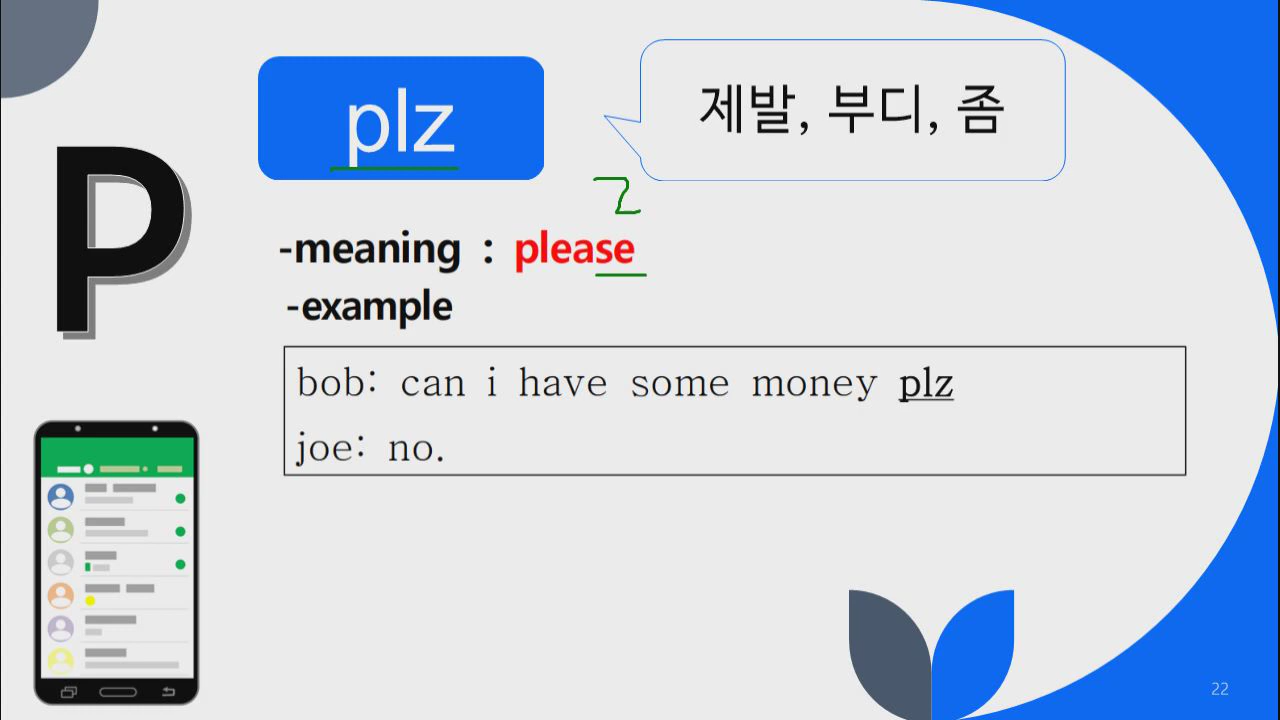 P
plz
제발, 부디, 좀
z
-meaning : please
-example
bob: can i have some money plz
joe: no.
22